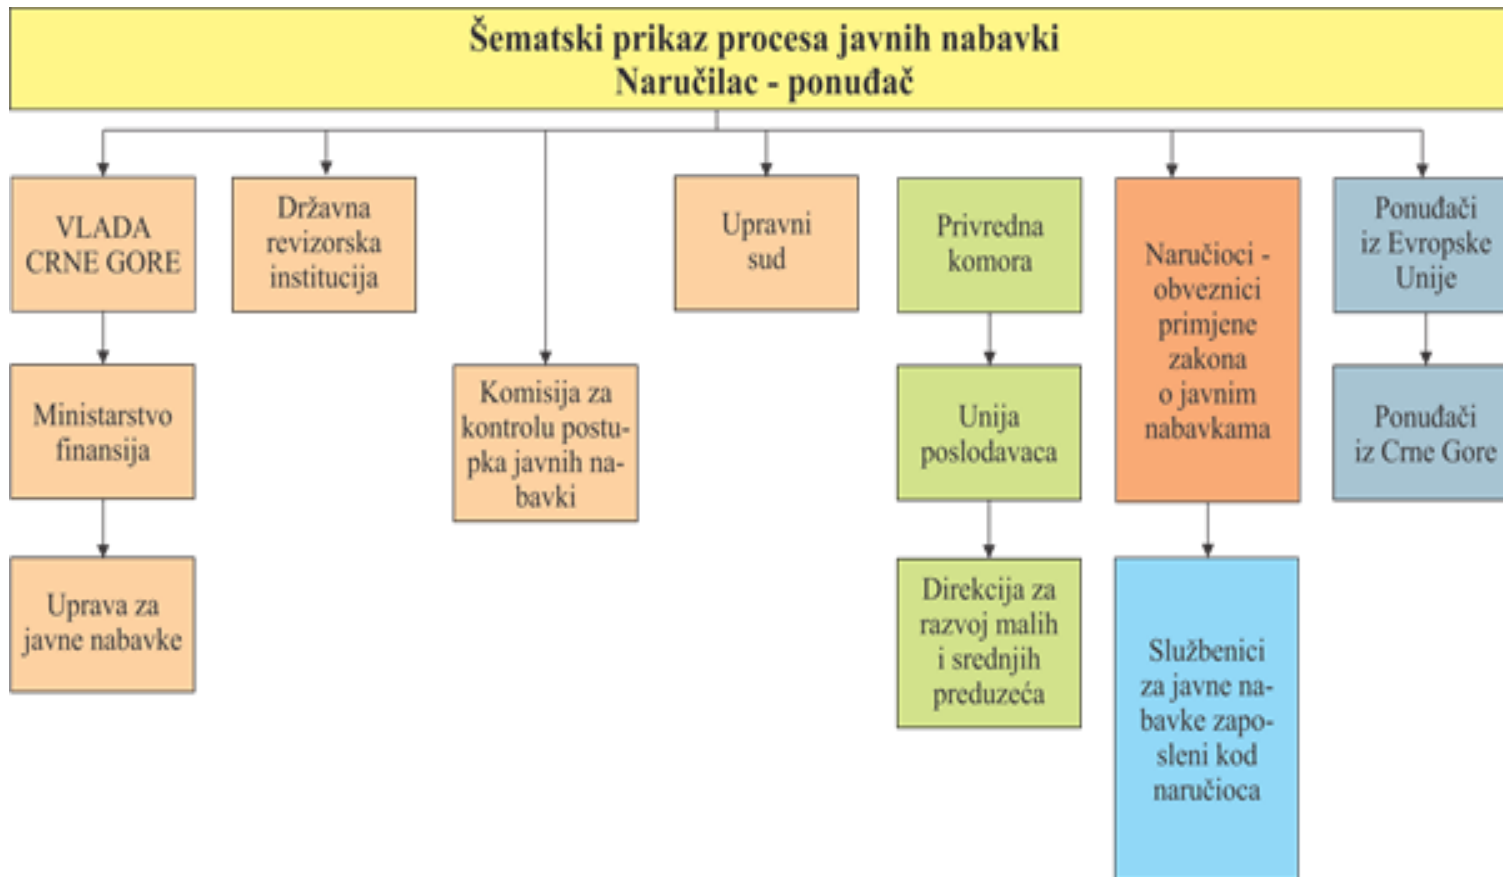 Šematski prikaz procesa javnih nabavki
Naručilac - ponuđač
VLADA
CRNE GORE
Ministarstvo
finansija
Uprava za
javne nabavke
Državna
revizorska
institucija
Komisija za
kontrolu postu-
pka javnih na-
bavki
Upravni
sud
Privredna
komora
Unija
poslodavaca
Direkcija za
razvoj malih
i srednjih
preduzeća
Naručioci -
obveznici
primjene
zakona
o javnim
nabavkama
Službenici
za javne na-
bavke zapo-
sleni kod
naručioca
Ponuđači
iz Evropske
Unije
Ponuđači
iz Crne Gore